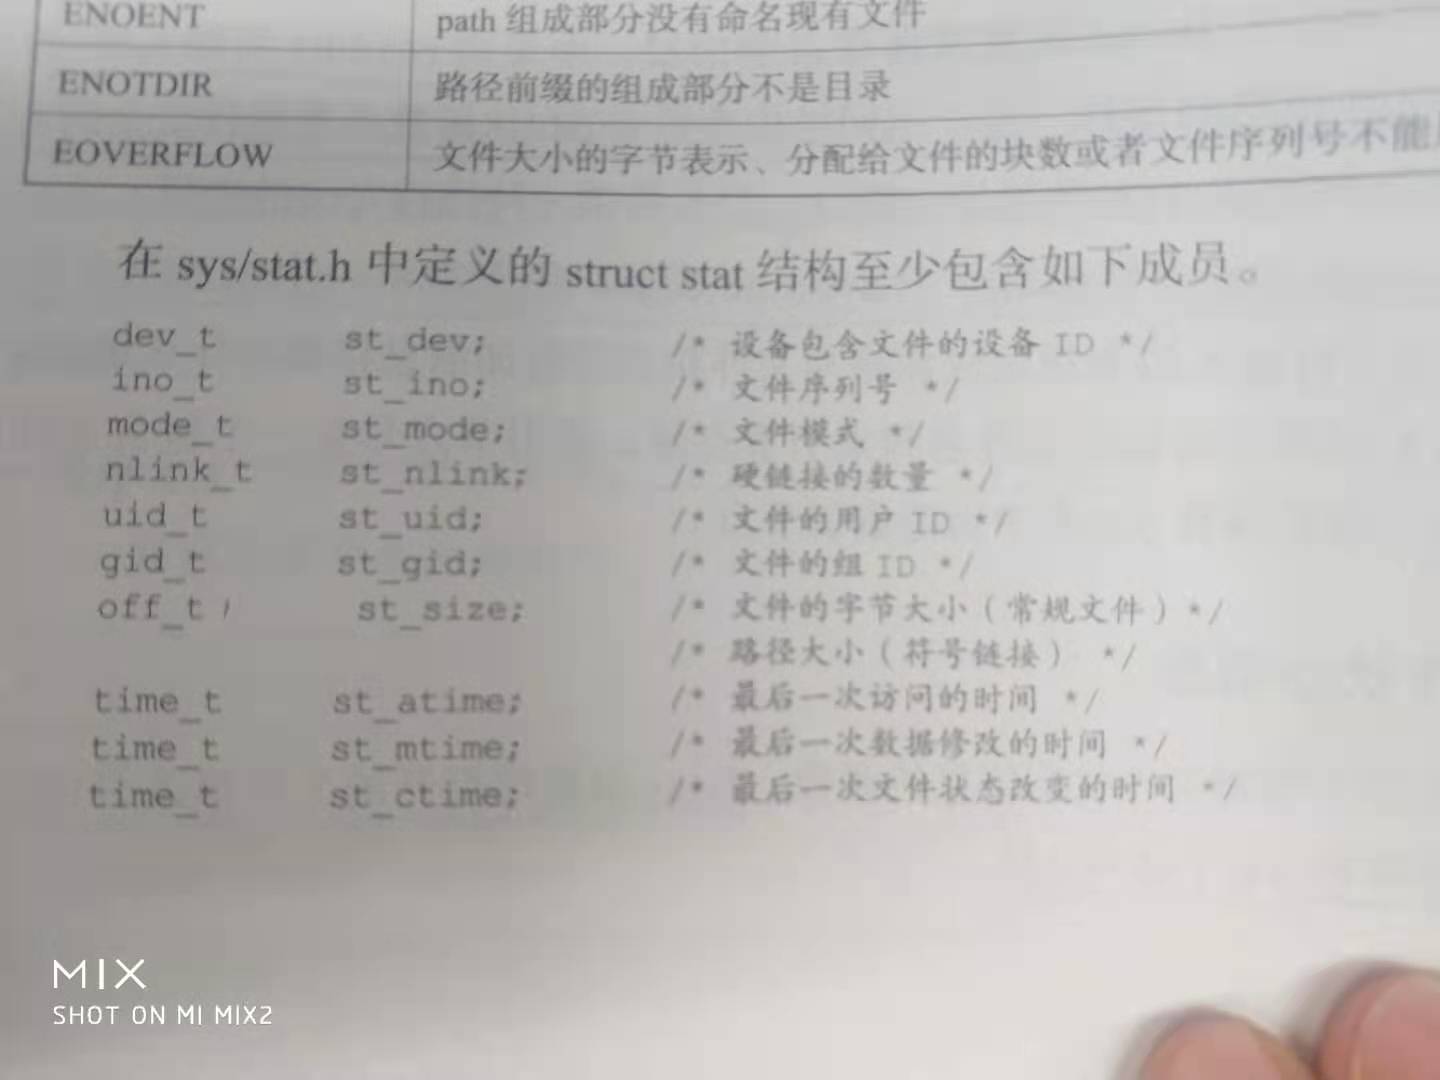 ENOENT path 组成部分没有命名现有文件
ENOTDIR 路径前缀的组成部分不是目录
EOVERFLOW 文件大小的字节表示、分配给文件的块数或者文件序列号不能
在 sys/stat.h 中定义的 struct stat 结构至少包含如下成员。
dev_t st_dev; /* 设备包含文件的设备 ID */
ino_t st_ino; /* 文件序列号 */
mode_t st_mode; /* 文件模式 */
nlink_t st_nlink; /* 硬链接的数量 */
uid_t st_uid; /* 文件的用户 ID */
gid_t st_gid; /* 文件的组 ID */
off_t st_size; /* 文件的字节大小（常规文件）*/
/* 路径大小（符号链接） */
time_t st_atime; /* 最后一次访问的时间 */
time_t st_mtime; /* 最后一次数据修改的时间 */
time_t st_ctime; /* 最后一次文件状态改变的时间 */
MIX
SHOT ON MI MIX2